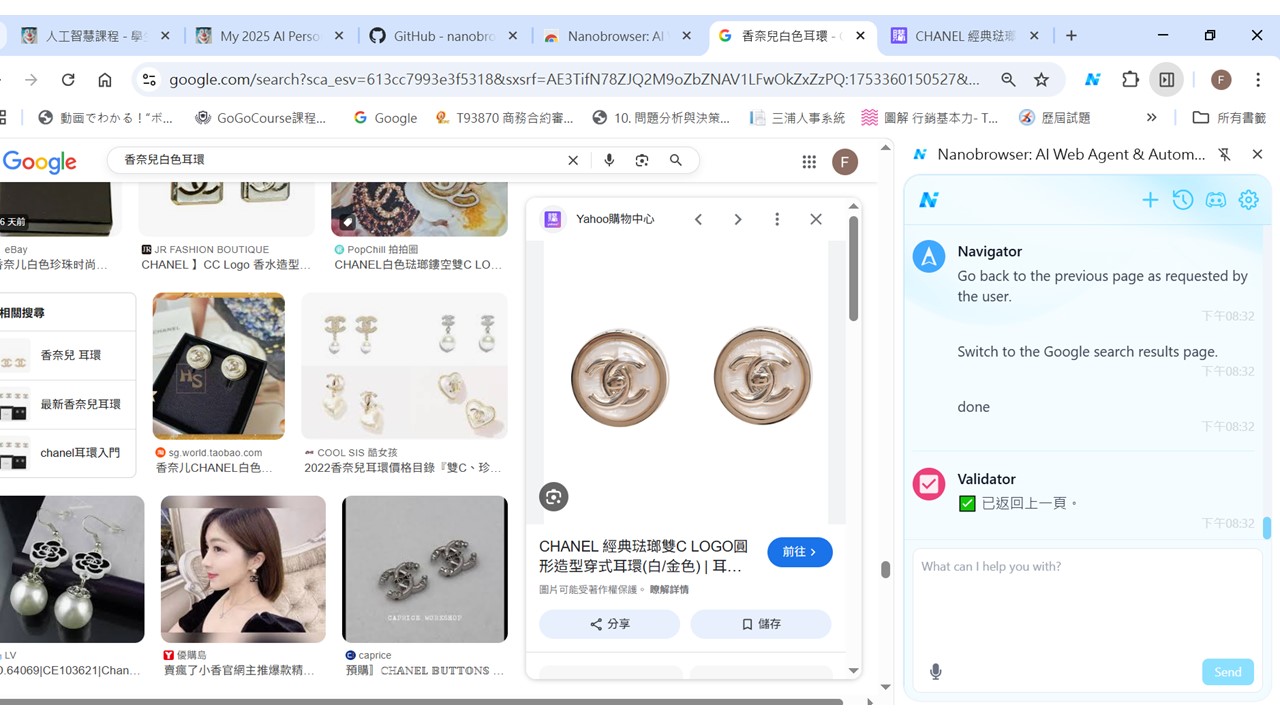 人工智慧課程 - 學
My 2025 AI Perso
GitHub - nanobro
Nanobrowser: AI
香奈兒白色耳環 -
CHANEL 經典琺瑯
google.com/search?sca_esv=613cc7993e3f5318&sxsrf=AE3TifN78ZJQ2M9oZbZNAV1LFwOkZxZzPQ:1753360150527&...
F
動画でわかる！“ボ...
GoGoCourse課程...
Google
T93870 商務合約審...
10. 問題分析與決策...
三浦人事系統
圖解 行銷基本力- T...
歷屆試題
所有書籤
Google
香奈兒白色耳環
F
6 天前
eBay
奈儿白色珍珠时尚...
JR FASHION BOUTIQUE
CHANEL 】CC Logo 香水造型...
PopChill 拍拍圈
CHANEL白色琺瑯鏤空雙C LO...
相關搜尋
香奈兒 耳環
最新香奈兒耳環
chanel耳環入門
HS
sg.world.taobao.com
香奈儿CHANEL白色...
COOL SIS 酷女孩
2022香奈兒耳環價格目錄『雙C、珍...
LV
0.64069|CE103621|Chan...
優購島
賣瘋了小香官網主推爆款精...
CAPRICE WORKSHOP
caprice
預購〗CHANEL BUTTONS ...
Yahoo購物中心
CHANEL 經典琺瑯雙C LOGO圓
形造型穿式耳環(白/金色) | 耳...
前往
圖片可能受著作權保護。 瞭解詳情
分享
儲存
Nanobrowser: AI Web Agent & Autom...
Navigator
Go back to the previous page as requested by
the user.
下午08:32
Switch to the Google search results page.
下午08:32
done
下午08:32
Validator
✅ 已返回上一頁。
下午08:32
What can I help you with?
Send